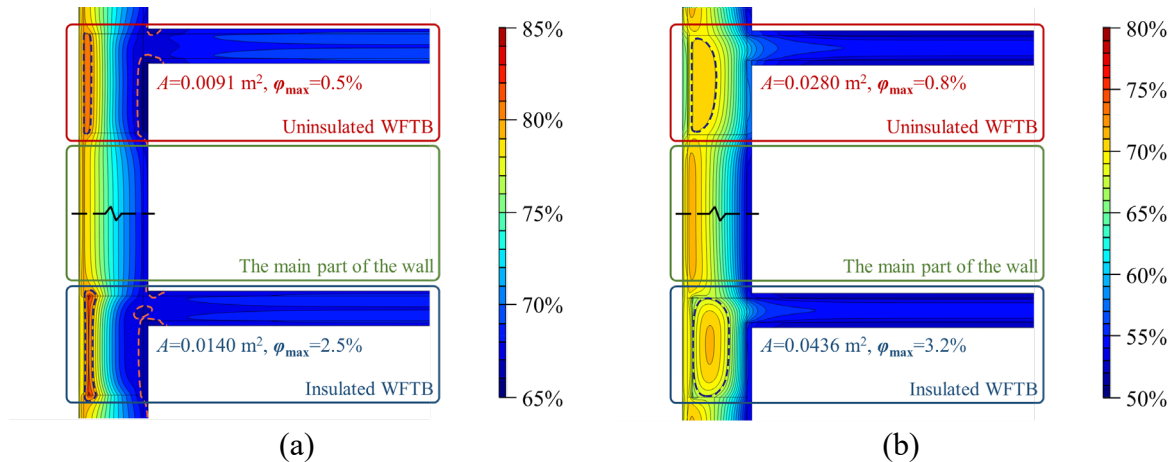 85%
80%
75%
70%
65%
A=0.0091 m², φmax=0.5%
Uninsulated WFTB
The main part of the wall
A=0.0140 m², φmax=2.5%
Insulated WFTB
(a)
80%
75%
70%
65%
60%
55%
50%
A=0.0280 m², φmax=0.8%
Uninsulated WFTB
The main part of the wall
A=0.0436 m², φmax=3.2%
Insulated WFTB
(b)